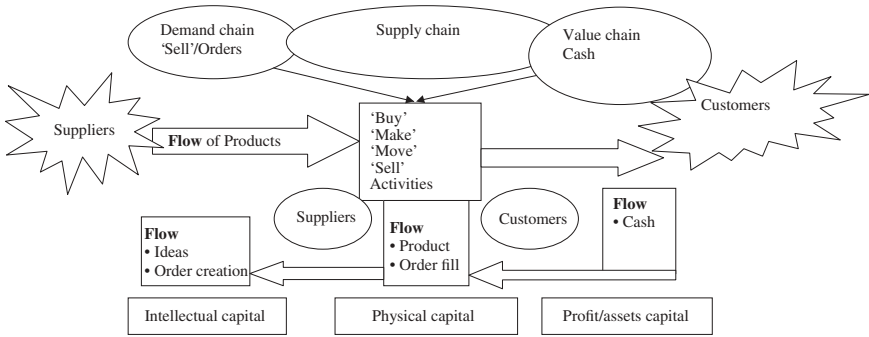 Demand chain
‘Sell’/Orders
Supply chain
Value chain
Cash
Suppliers
Customers
Flow of Products
‘Buy’
‘Make’
‘Move’
‘Sell’
Activities
Suppliers
Customers
Flow
• Ideas
• Order creation
Flow
• Product
• Order fill
Flow
• Cash
Intellectual capital
Physical capital
Profit/assets capital